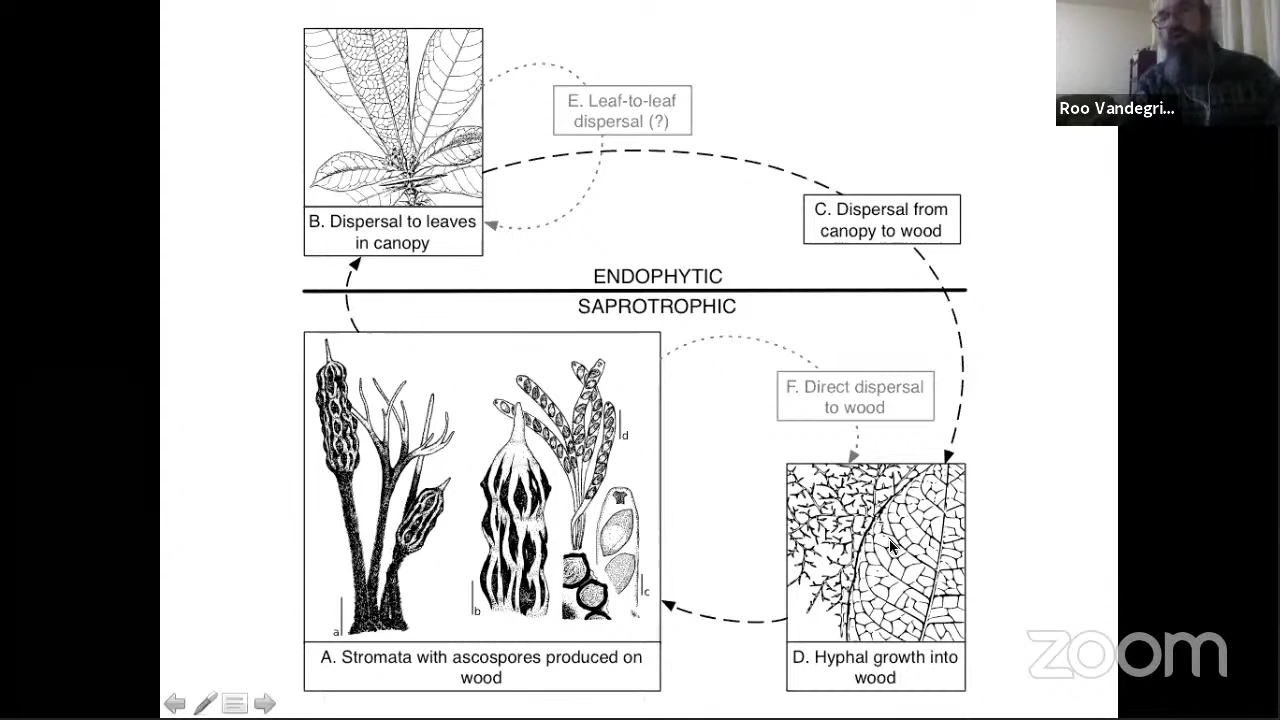 Roo Vandegri...
E. Leaf-to-leaf
dispersal (?)
B. Dispersal to leaves
in canopy
C. Dispersal from
canopy to wood
ENDOPHYTIC
SAPROTROPHIC
F. Direct dispersal
to wood
a
b
d
c
A. Stromata with ascospores produced on
wood
D. Hyphal growth into
wood
zoom